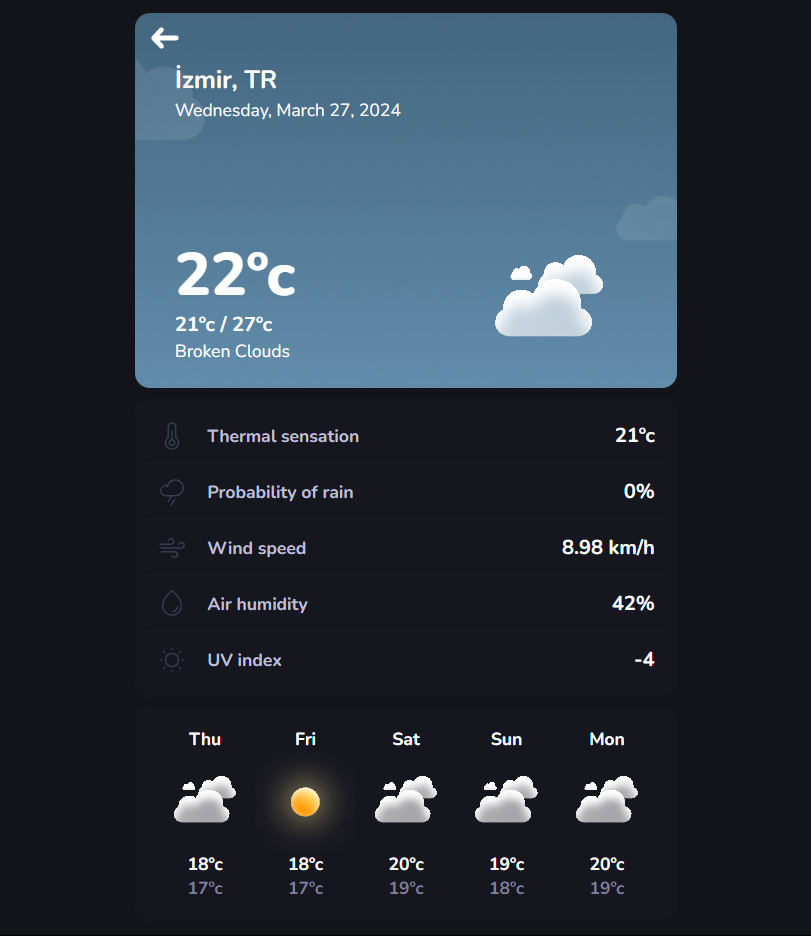 İzmir, TR
Wednesday, March 27, 2024
22ºc
21ºc / 27ºc
Broken Clouds
Thermal sensation 21ºc
Probability of rain 0%
Wind speed 8.98 km/h
Air humidity 42%
UV index -4
Thu Fri Sat Sun Mon
18ºc 18ºc 20ºc 19ºc 20ºc
17ºc 17ºc 19ºc 18ºc 19ºc